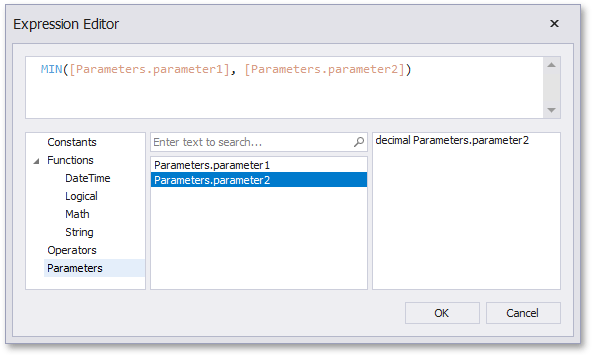 Expression Editor
MIN([Parameters.parameter1], [Parameters.parameter2])
Constants
Functions
DateTime
Logical
Math
String
Operators
Parameters
Enter text to search...
Parameters.parameter1
Parameters.parameter2
decimal Parameters.parameter2
OK
Cancel